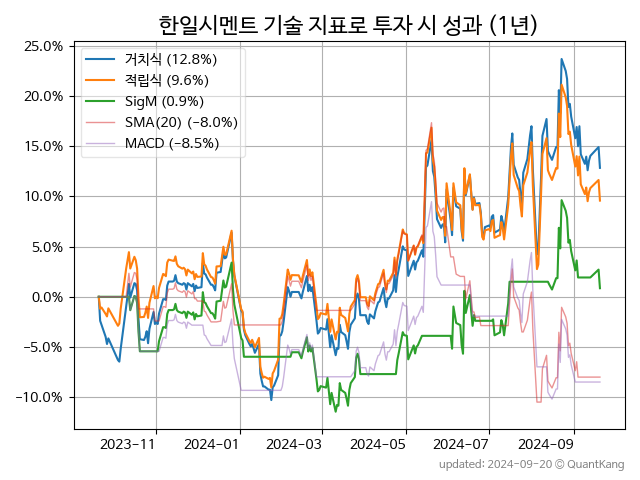 한일시멘트 기술 지표로 투자 시 성과 (1년)
25.0%
20.0%
15.0%
10.0%
5.0%
0.0%
−5.0%
−10.0%
거치식 (12.8%)
적립식 (9.6%)
SigM (0.9%)
SMA(20) (−8.0%)
MACD (−8.5%)
2023-11
2024-01
2024-03
2024-05
2024-07
2024-09
updated: 2024-09-20 © QuantKang